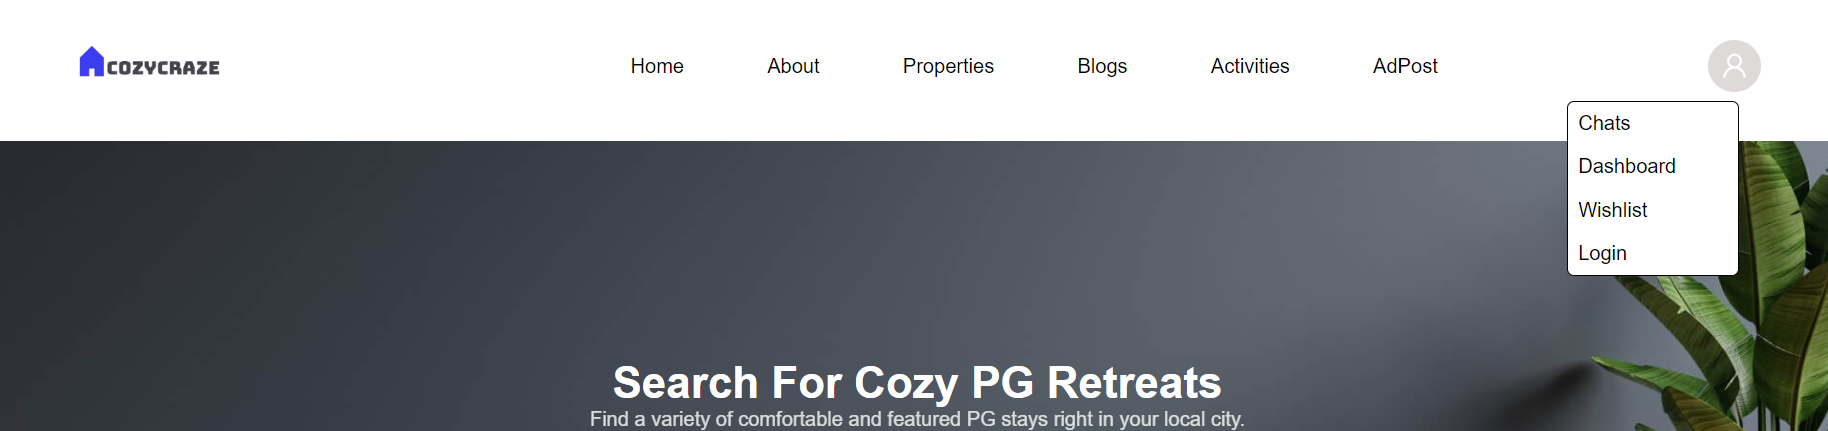 COZYCRAZE
Home About Properties Blogs Activities AdPost
Chats
Dashboard
Wishlist
Login
Search For Cozy PG Retreats
Find a variety of comfortable and featured PG stays right in your local city.